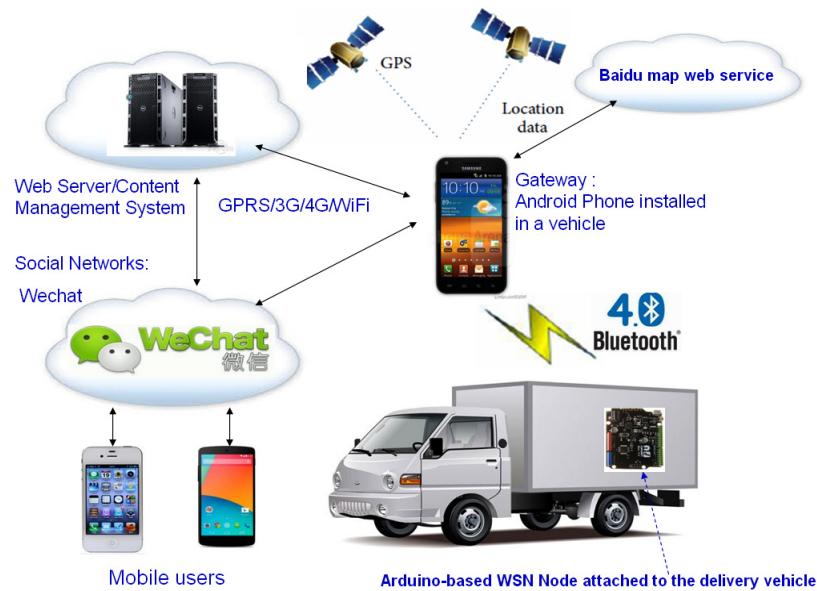 GPS
Baidu map web service
Location
data
SAMSUNG
10:10
Web Server/Content
Management System
GPRS/3G/4G/WiFi
Gateway :
Android Phone installed
in a vehicle
Social Networks:
Wechat
WeChat
微信
4.0
Bluetooth
Mobile users
Arduino-based WSN Node attached to the delivery vehicle